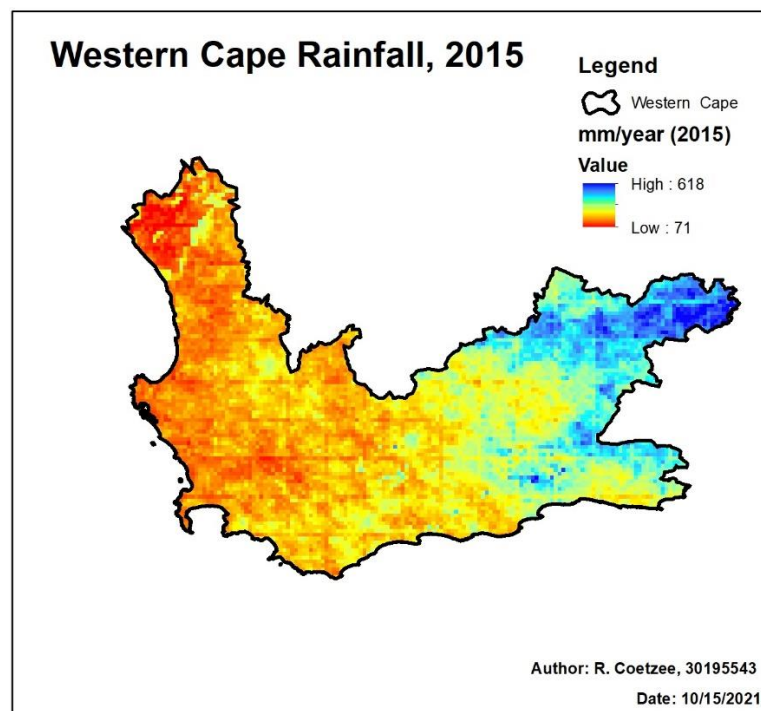 Western Cape Rainfall, 2015
Legend
Western Cape
mm/year (2015)
Value
High : 618
Low : 71
Author: R. Coetzee, 30195543
Date: 10/15/2021